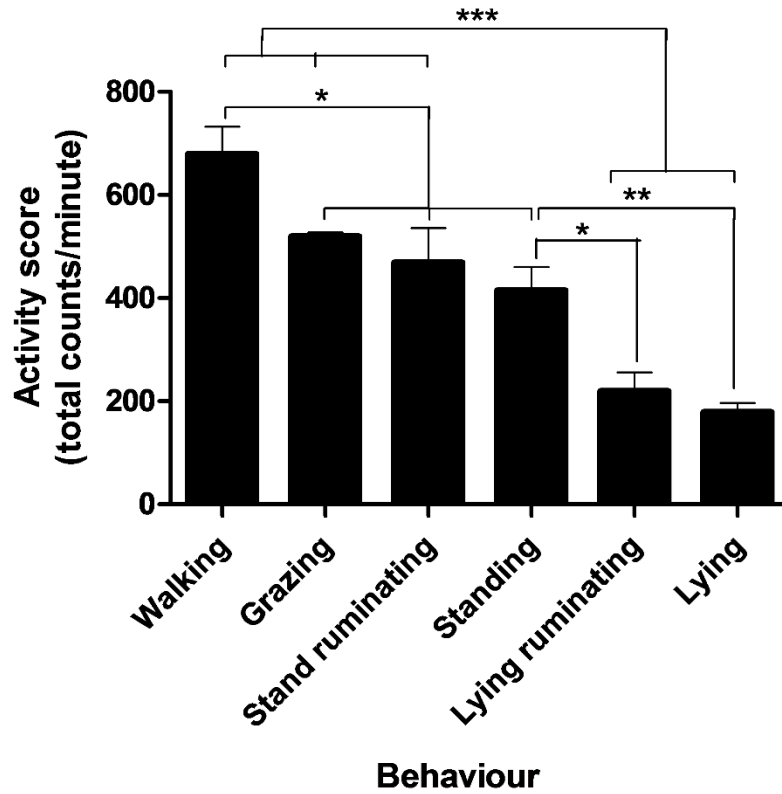 ***
800
*
600
**
*
400
200
0
Activity score
(total counts/minute)
Walking
Grazing
Stand ruminating
Standing
Lying ruminating
Lying
Behaviour